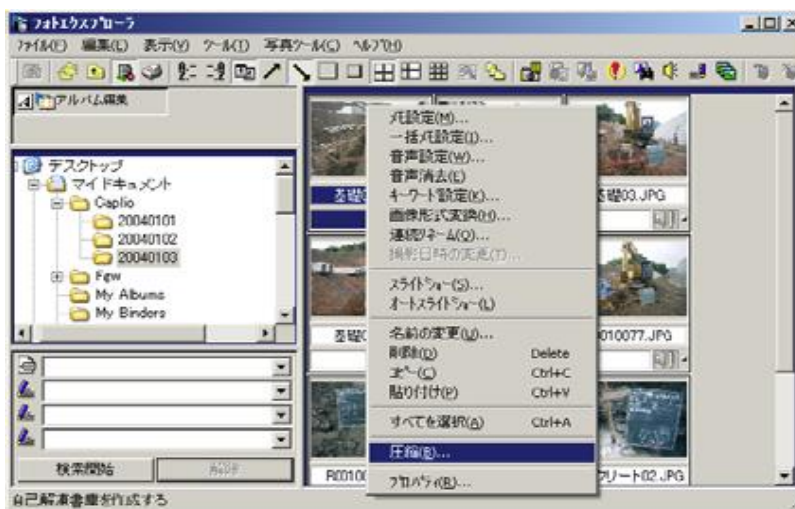 フォトエクスプローラ
ファイル(F) 編集(E) 表示(V) ツール(T) 写真ツール(C) ヘルプ(H)
アルバム編集
デスクトップ
マイドキュメント
Caplio
20040101
20040102
20040103
Few
My Albums
My Binders
検索開始
解除
基礎03.JPG
010077.JPG
R00100
クリート02.JPG
メモ設定(M)...
一括メモ設定(I)...
音声設定(W)...
音声消去(E)
キーワード設定(K)...
画像形式変換(H)...
連続リネーム(Q)...
撮影日時の変更(T)...
スライドショー(S)...
オートスライドショー(L)
名前の変更(U)...
削除(D) Delete
コピー(C) Ctrl+C
貼り付け(P) Ctrl+V
すべてを選択(A) Ctrl+A
圧縮(B)...
プロパティ(R)...
自己解凍書庫を作成する